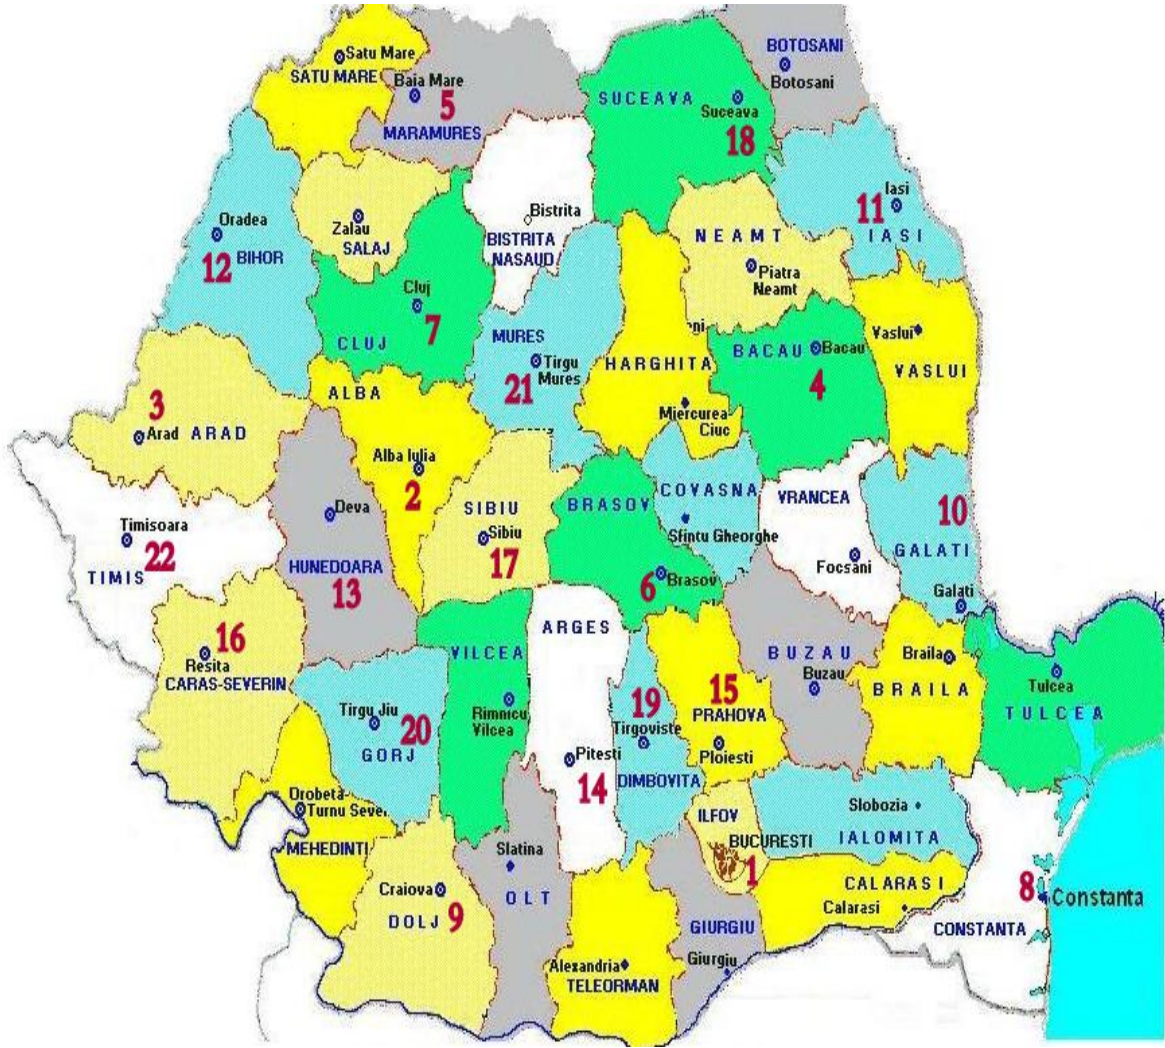 Satu Mare
SATU MARE
Baia Mare
5
MARAMURES
SUCEAVA
Suceava
18
BOTOSANI
Botosani
Oradea
BIHOR
12
Zalau
SALAJ
Bistrita
BISTRITA
NASAUD
NEAMT
Piatra
Neamt
Iasi
11
IASI
Cluj
7
CLUJ
MURES
Tirgu
Mures
21
eni
HARGHITA
Miercurea-
Ciuc
BACAU
Bacau
4
Vaslui
VASLUI
3
Arad
ARAD
ALBA
Alba Iulia
2
Deva
HUNEDOARA
13
SIBIU
Sibiu
17
BRASOV
6
Brasov
COVASNA
Sfintu Gheorghe
VRANCEA
Focsani
10
GALATI
Galati
Timisoara
22
TIMIS
16
Resita
CARAS-SEVERIN
Tirgu Jiu
20
GORJ
VILCEA
Rimnicu
Vilcea
ARGES
Pitesti
14
19
Tirgoviste
DIMBOVITA
15
PRAHOVA
Ploiesti
BUZAU
Buzau
Braila
BRAILA
Tulcea
TULCEA
Orobeta-
Turnu Sever
MEHEDINTI
Craiova
DOLJ
9
Slatina
OLT
Alexandria
TELEORMAN
ILFOV
BUCURESTI
1
GIURGIU
Giurgiu
Slobozia
IALOMITA
CALARASI
Calarasi
8
Constanta
CONSTANTA